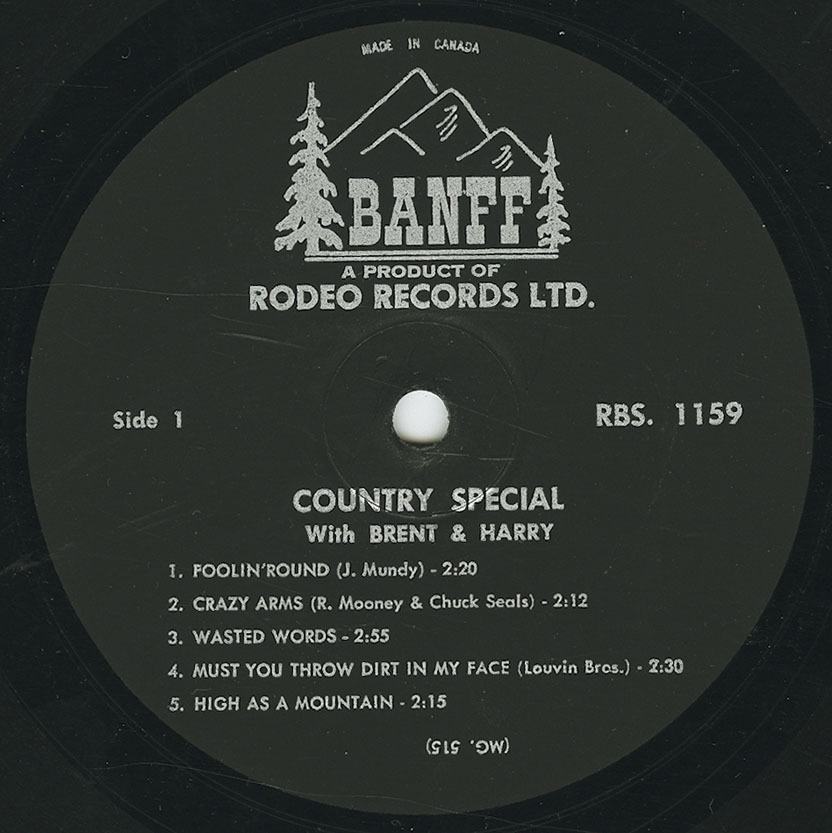 MADE IN CANADA
BANFF
A PRODUCT OF
RODEO RECORDS LTD.
Side 1
RBS. 1159
COUNTRY SPECIAL
With BRENT & HARRY
1. FOOLIN'ROUND (J. Mundy) - 2:20
2. CRAZY ARMS (R. Mooney & Chuck Seals) - 2:12
3. WASTED WORDS - 2:55
4. MUST YOU THROW DIRT IN MY FACE (Louvin Bros.) - 2:30
5. HIGH AS A MOUNTAIN - 2:15
(MG. 515)